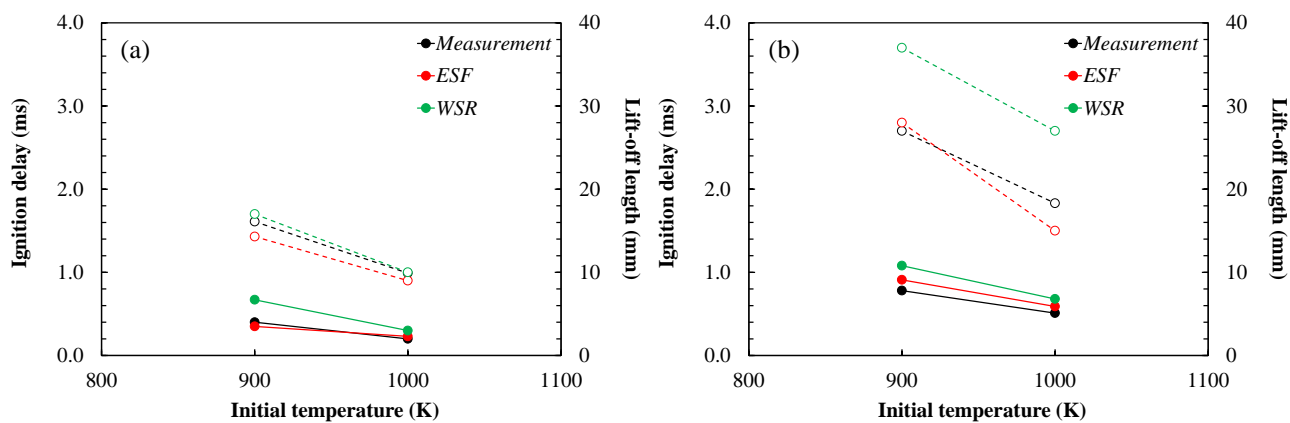 (a)
Measurement
ESF
WSR
4.0
3.0
2.0
1.0
0.0
40
30
20
10
0
800
900
1000
1100
Ignition delay (ms)
Lift-off length (mm)
Initial temperature (K)
(b)
Measurement
ESF
WSR
4.0
3.0
2.0
1.0
0.0
40
30
20
10
0
800
900
1000
1100
Ignition delay (ms)
Lift-off length (mm)
Initial temperature (K)